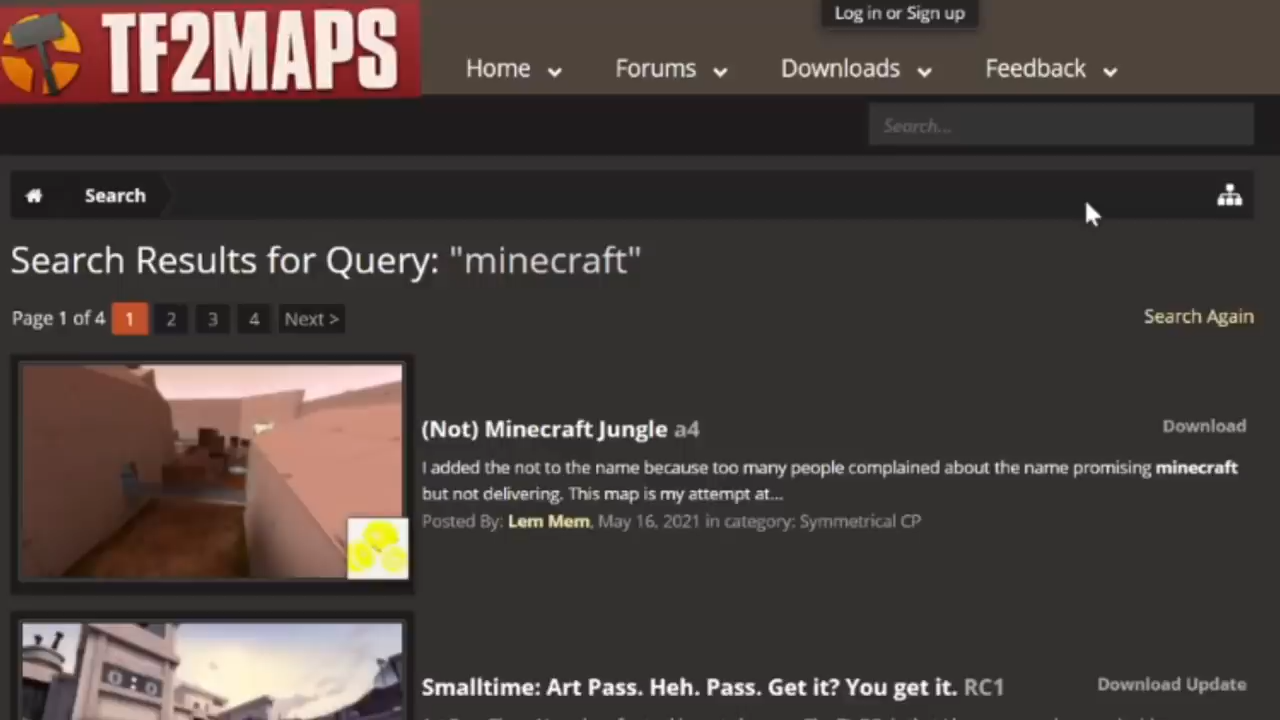 Log in or Sign up
TF2MAPS
Home Forums Downloads Feedback
Search...
Search
Search Results for Query: "minecraft"
Page 1 of 4 1 2 3 4 Next >
Search Again
(Not) Minecraft Jungle a4
Download
I added the not to the name because too many people complained about the name promising minecraft
but not delivering. This map is my attempt at...
Posted By: Lem Mem, May 16, 2021 in category: Symmetrical CP
0:0
Smalltime: Art Pass. Heh. Pass. Get it? You get it. RC1
Download Update